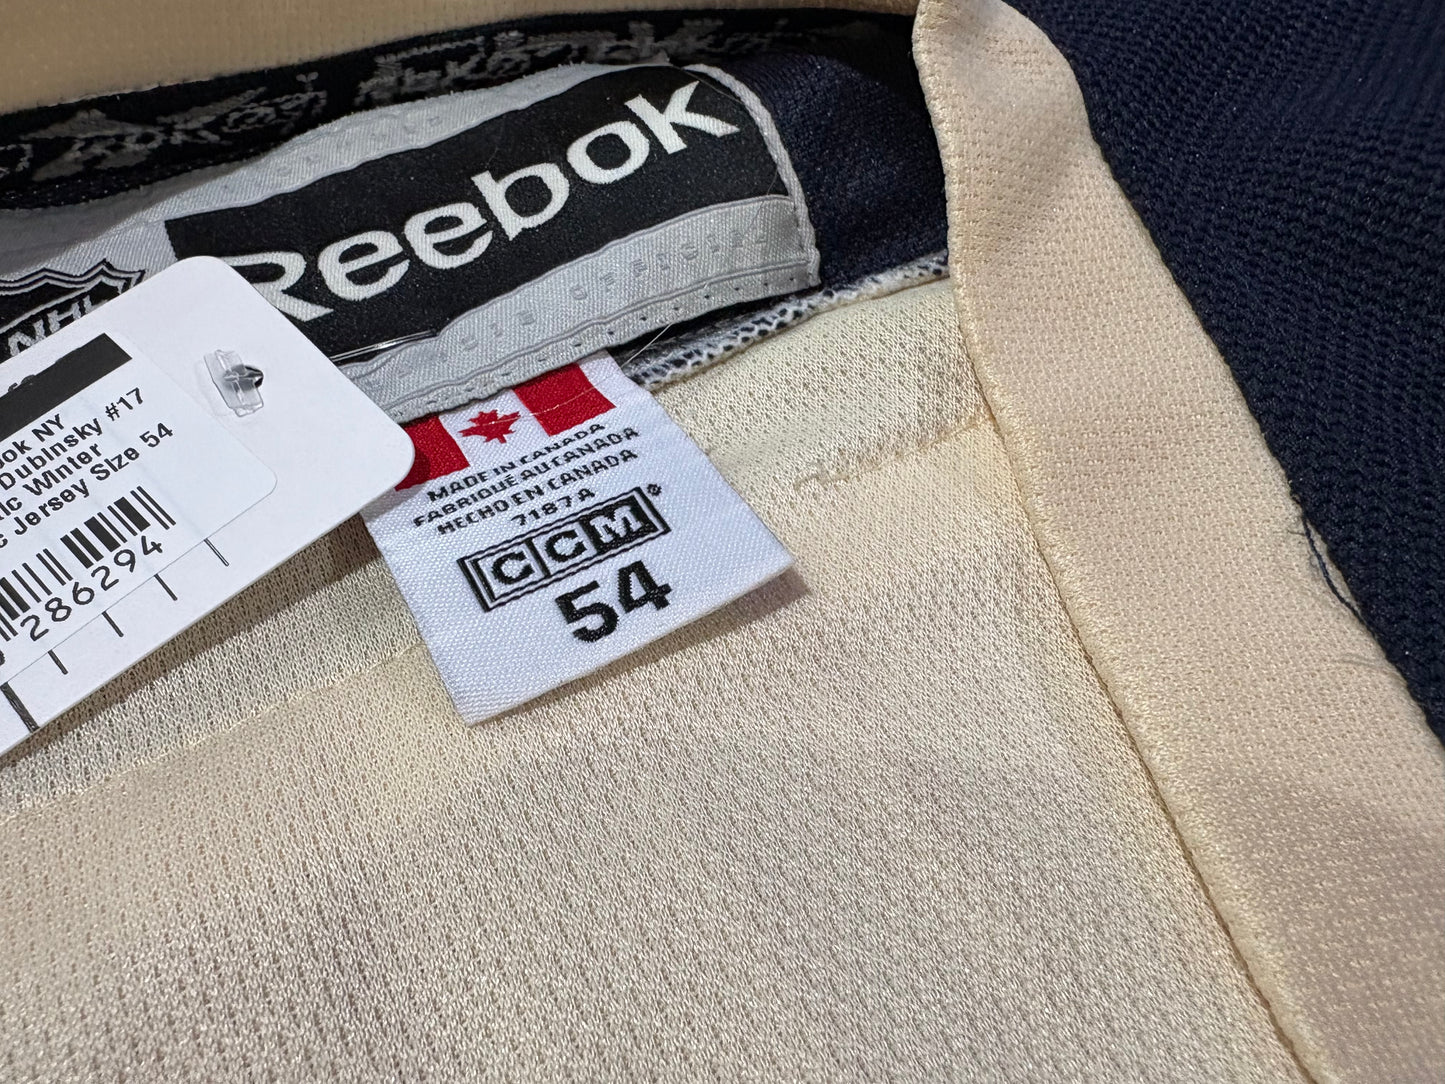 Reebok
NHL
OFFICIAL
ok NY
Dubinsky #17
ic Winter
c Jersey Size 54
286294
MADE IN CANADA
FABRIQUÉ AU CANADA
HECHO EN CANADA
7187A
CCM
54